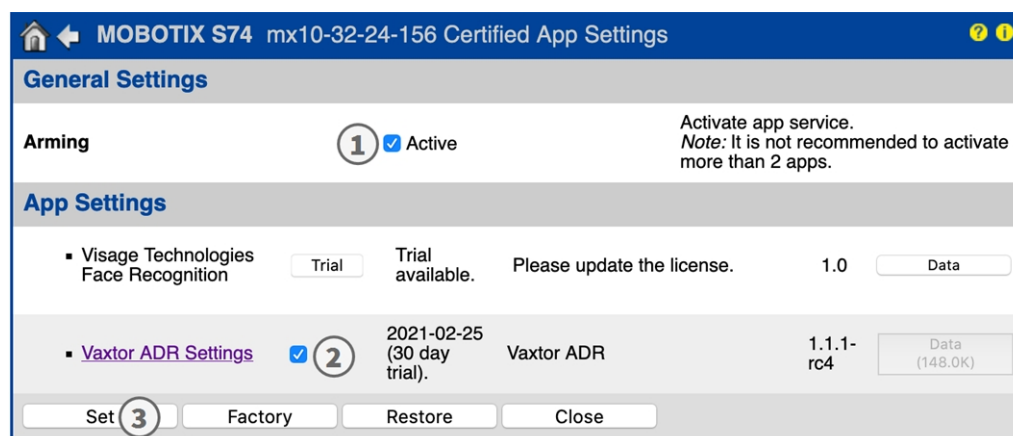 MOBOTIX S74 mx10-32-24-156 Certified App Settings
? i
General Settings
Arming
1
Active
Activate app service.
Note: It is not recommended to activate
more than 2 apps.
App Settings
Visage Technologies
Face Recognition
Trial
Trial
available.
Please update the license.
1.0
Data
Vaxtor ADR Settings
2
2021-02-25
(30 day
trial).
Vaxtor ADR
1.1.1-
rc4
Data
(148.0K)
Set 3 Factory Restore Close